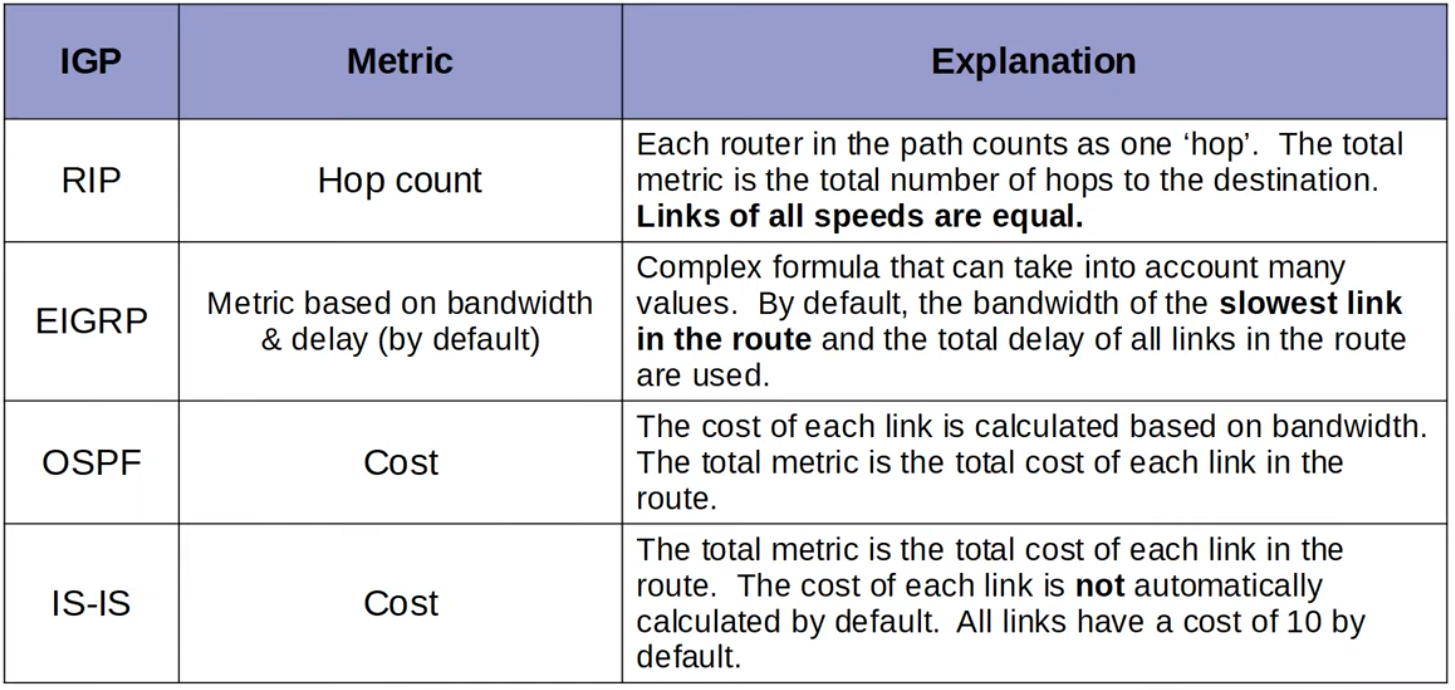 IGP Metric Explanation
RIP
Hop count
Each router in the path counts as one ‘hop’.  The total
metric is the total number of hops to the destination.
Links of all speeds are equal.
EIGRP
Metric based on bandwidth
& delay (by default)
Complex formula that can take into account many
values.  By default, the bandwidth of the slowest link
in the route and the total delay of all links in the route
are used.
OSPF
Cost
The cost of each link is calculated based on bandwidth.
The total metric is the total cost of each link in the
route.
IS-IS
Cost
The total metric is the total cost of each link in the
route.  The cost of each link is not automatically
calculated by default.  All links have a cost of 10 by
default.